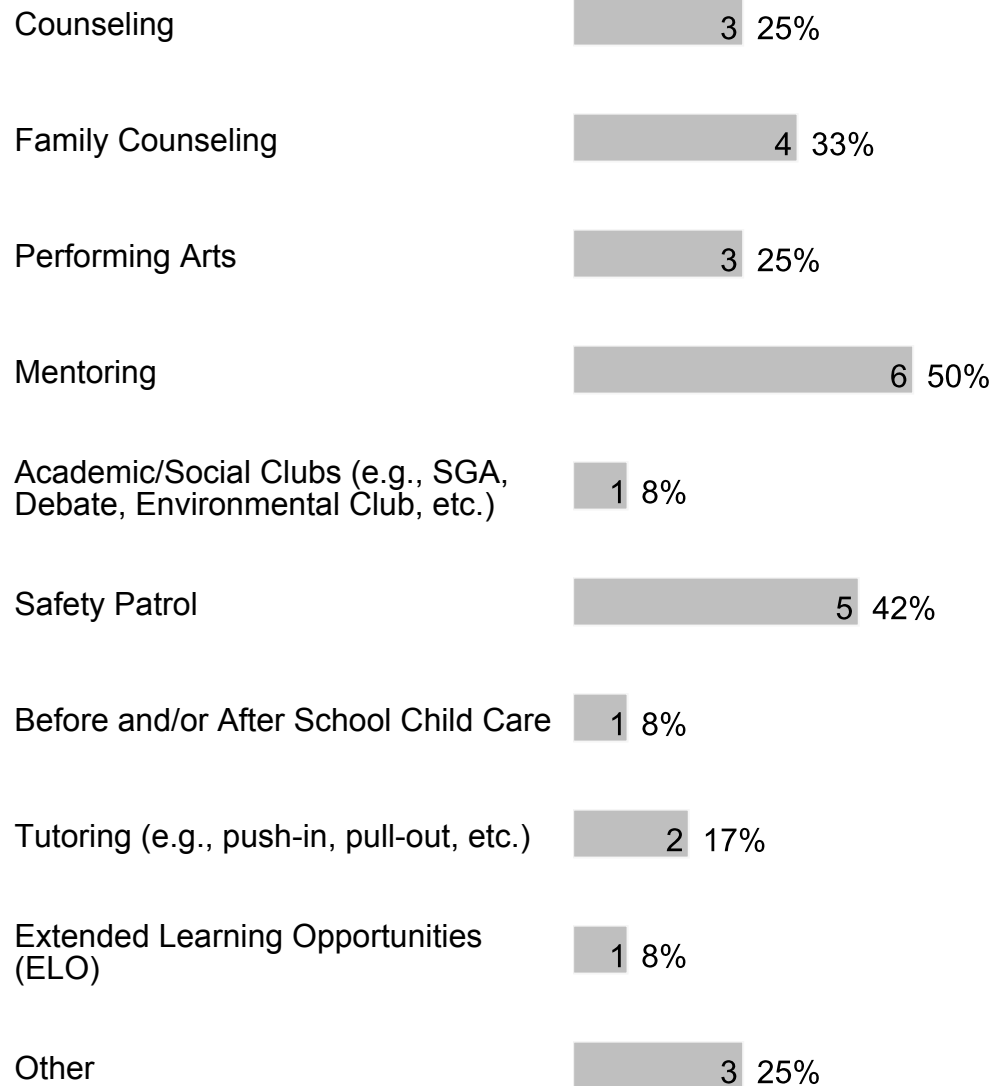 Counseling 3 25%
Family Counseling 4 33%
Performing Arts 3 25%
Mentoring 6 50%
Academic/Social Clubs (e.g., SGA,
Debate, Environmental Club, etc.) 1 8%
Safety Patrol 5 42%
Before and/or After School Child Care 1 8%
Tutoring (e.g., push-in, pull-out, etc.) 2 17%
Extended Learning Opportunities
(ELO) 1 8%
Other 3 25%